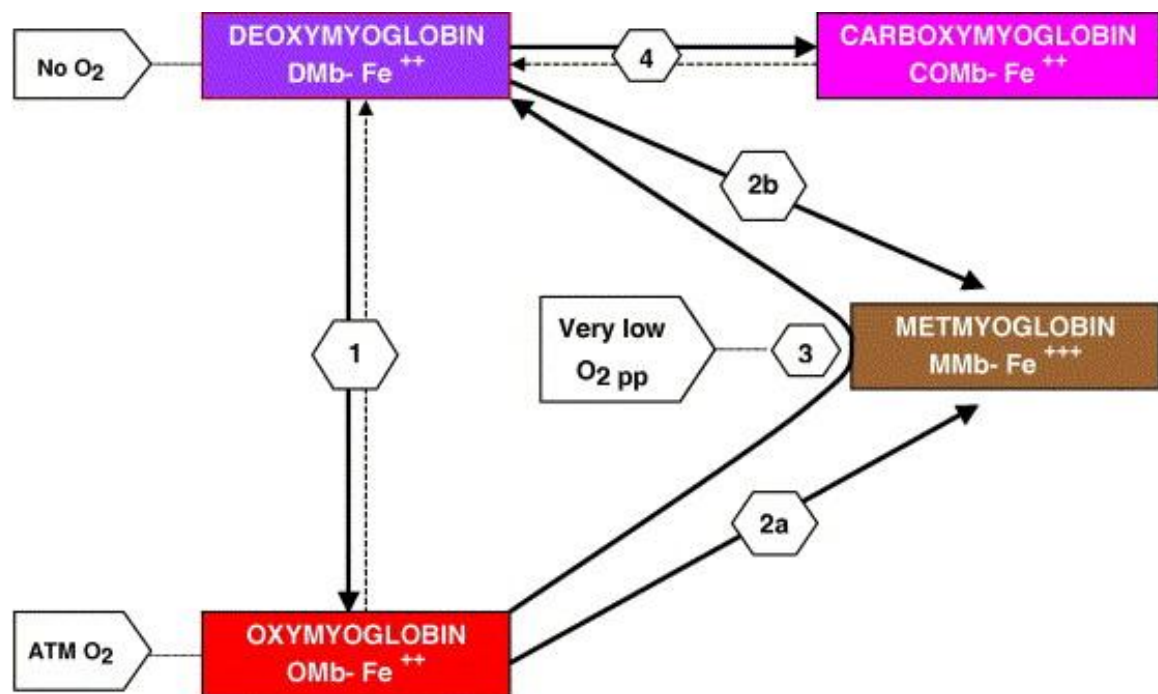 DEOXYMYOGLOBIN
DMb- Fe ++
No O2
4
CARBOXYMYOGLOBIN
COMb- Fe ++
2b
1
Very low
O2 pp
3
METMYOGLOBIN
MMb- Fe +++
2a
ATM O2
OXYMYOGLOBIN
OMb- Fe ++